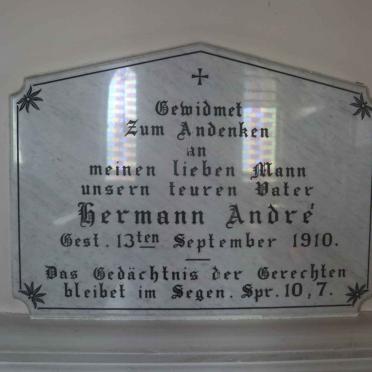 Gewidmet
Zum Andenken
an
meinen lieben Mann
unsern teuren Vater
Hermann André
Gest. 13ten September 1910.
Das Gedächtnis der Gerechten
bleibet im Segen. Spr. 10, 7.